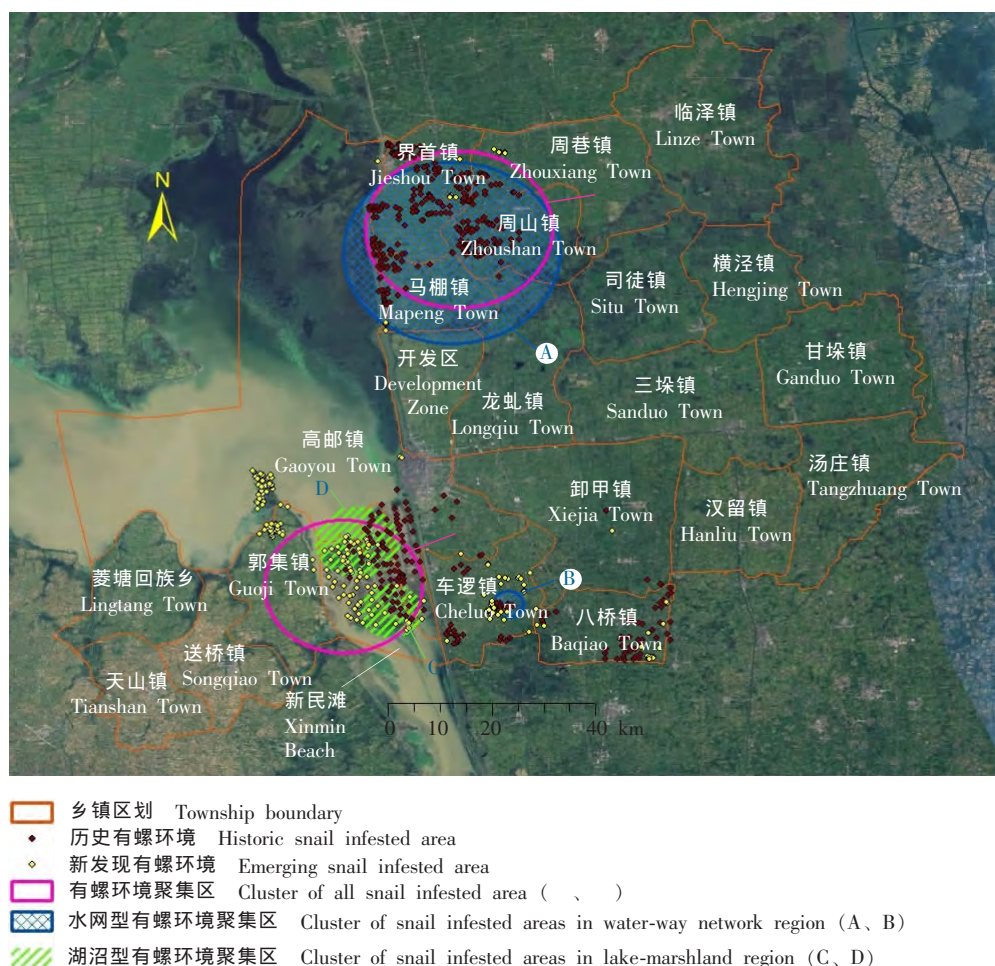 临泽镇
Linze Town
周巷镇
Zhouxiang Town
界首镇
Jieshou Town
N
周山镇
Zhoushan Town
横泾镇
Hengjing Town
司徒镇
Situ Town
马棚镇
Mapeng Town
A
甘垛镇
Ganduo Town
开发区
Development
Zone
三垛镇
Sanduo Town
龙虬镇
Longqiu Town
高邮镇
Gaoyou Town
D
汤庄镇
Tangzhuang Town
卸甲镇
Xiejia Town
汉留镇
Hanliu Town
郭集镇
Guoji Town
菱塘回族乡
Lingtang Town
车逻镇
Cheluo Town
B
八桥镇
Baqiao Town
送桥镇
Songqiao Town
天山镇
Tianshan Town
C
新民滩
Xinmin
Beach
0 10 20 40 km
乡镇区划 Township boundary
历史有螺环境 Historic snail infested area
新发现有螺环境 Emerging snail infested area
有螺环境聚集区 Cluster of all snail infested area ( 、 )
水网型有螺环境聚集区 Cluster of snail infested areas in water-way network region (A、B)
湖沼型有螺环境聚集区 Cluster of snail infested areas in lake-marshland region (C、D)